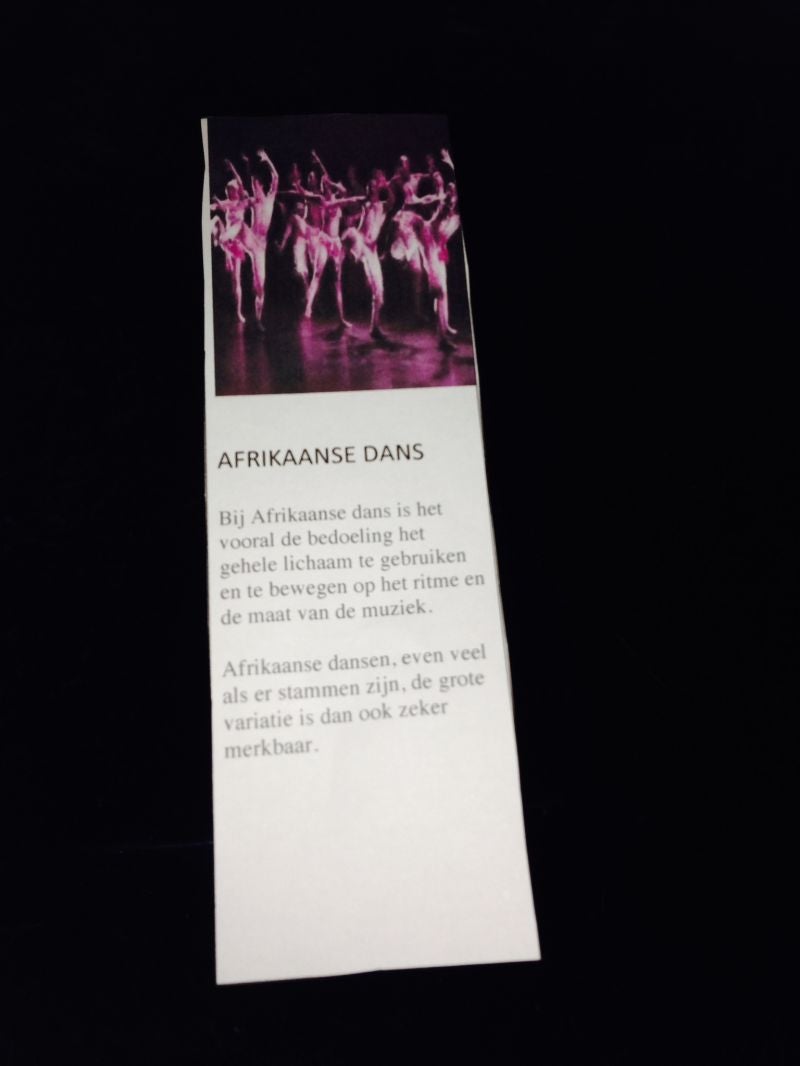 AFRIKAANSE DANS
Bij Afrikaanse dans is het
vooral de bedoeling het
gehele lichaam te gebruiken
en te bewegen op het ritme en
de maat van de muziek.
Afrikaanse dansen, even veel
als er stammen zijn, de grote
variatie is dan ook zeker
merkbaar.